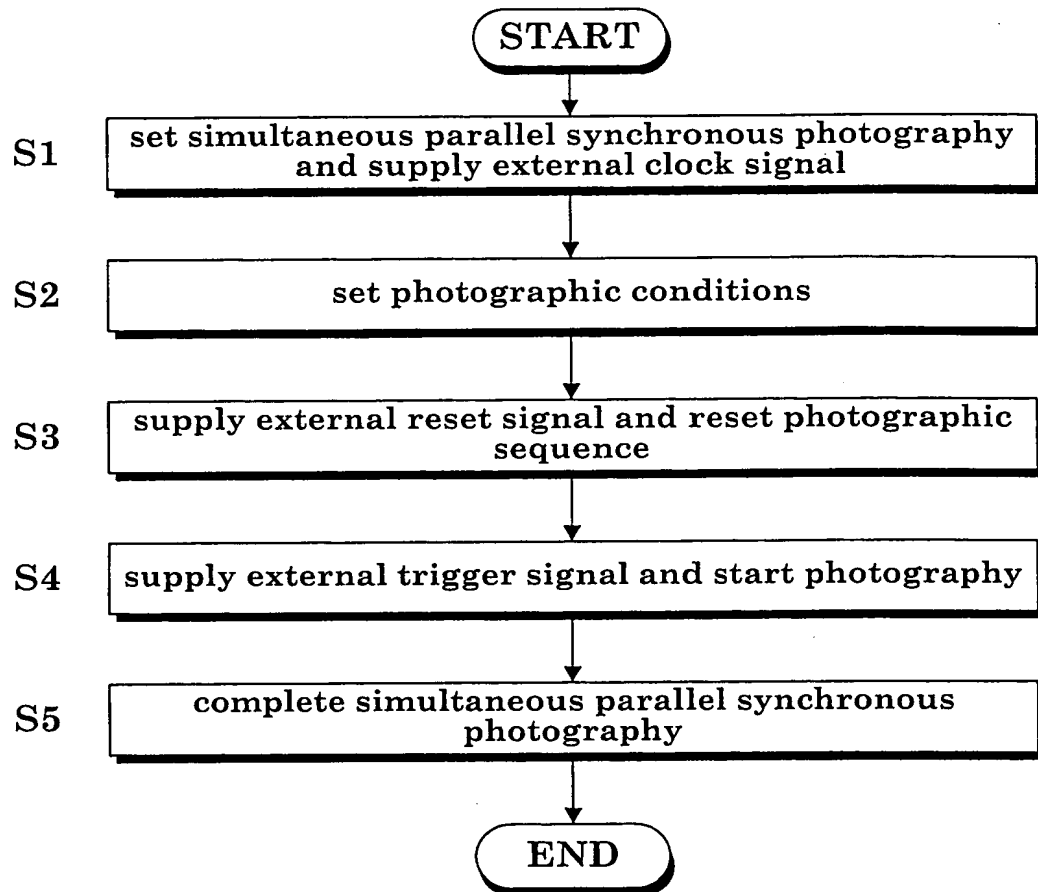 START
S1
set simultaneous parallel synchronous photography
and supply external clock signal
S2
set photographic conditions
S3
supply external reset signal and reset photographic
sequence
S4
supply external trigger signal and start photography
S5
complete simultaneous parallel synchronous
photography
END